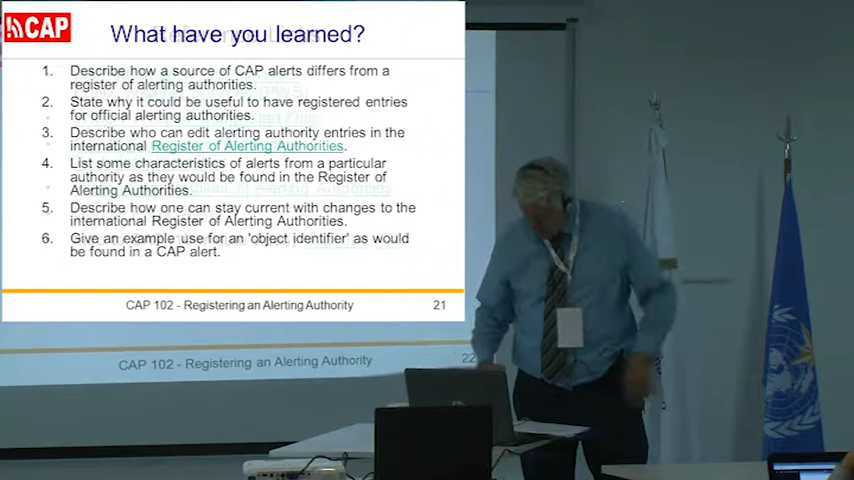 CAP
What have you learned?
1. Describe how a source of CAP alerts differs from a
register of alerting authorities.
2. State why it could be useful to have registered entries
for official alerting authorities.
3. Describe who can edit alerting authority entries in the
international Register of Alerting Authorities.
4. List some characteristics of alerts from a particular
authority as they would be found in the Register of
Alerting Authorities.
5. Describe how one can stay current with changes to the
international Register of Alerting Authorities.
6. Give an example use for an 'object identifier' as would
be found in a CAP alert.
CAP 102 - Registering an Alerting Authority 21
CAP 102 - Registering an Alerting Authority 22